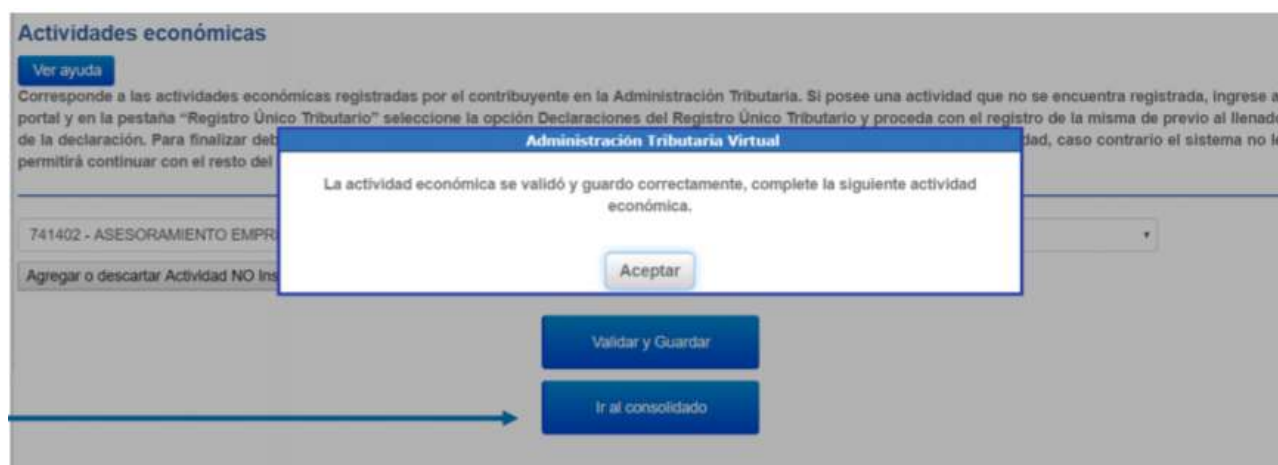 Actividades económicas
Ver ayuda
Corresponde a las actividades económicas registradas por el contribuyente en la Administración Tributaria. Si posee una actividad que no se encuentra registrada, ingrese a
portal y en la pestaña “Registro Único Tributario” seleccione la opción Declaraciones del Registro Único Tributario y proceda con el registro de la misma de previo al llenado
de la declaración. Para finalizar deb dad, caso contrario el sistema no le
permitirá continuar con el resto del
Administración Tributaria Virtual
La actividad económica se validó y guardo correctamente, complete la siguiente actividad
económica.
Aceptar
741402 - ASESORAMIENTO EMPR
Agregar o descartar Actividad NO Ins
Validar y Guardar
Ir al consolidado